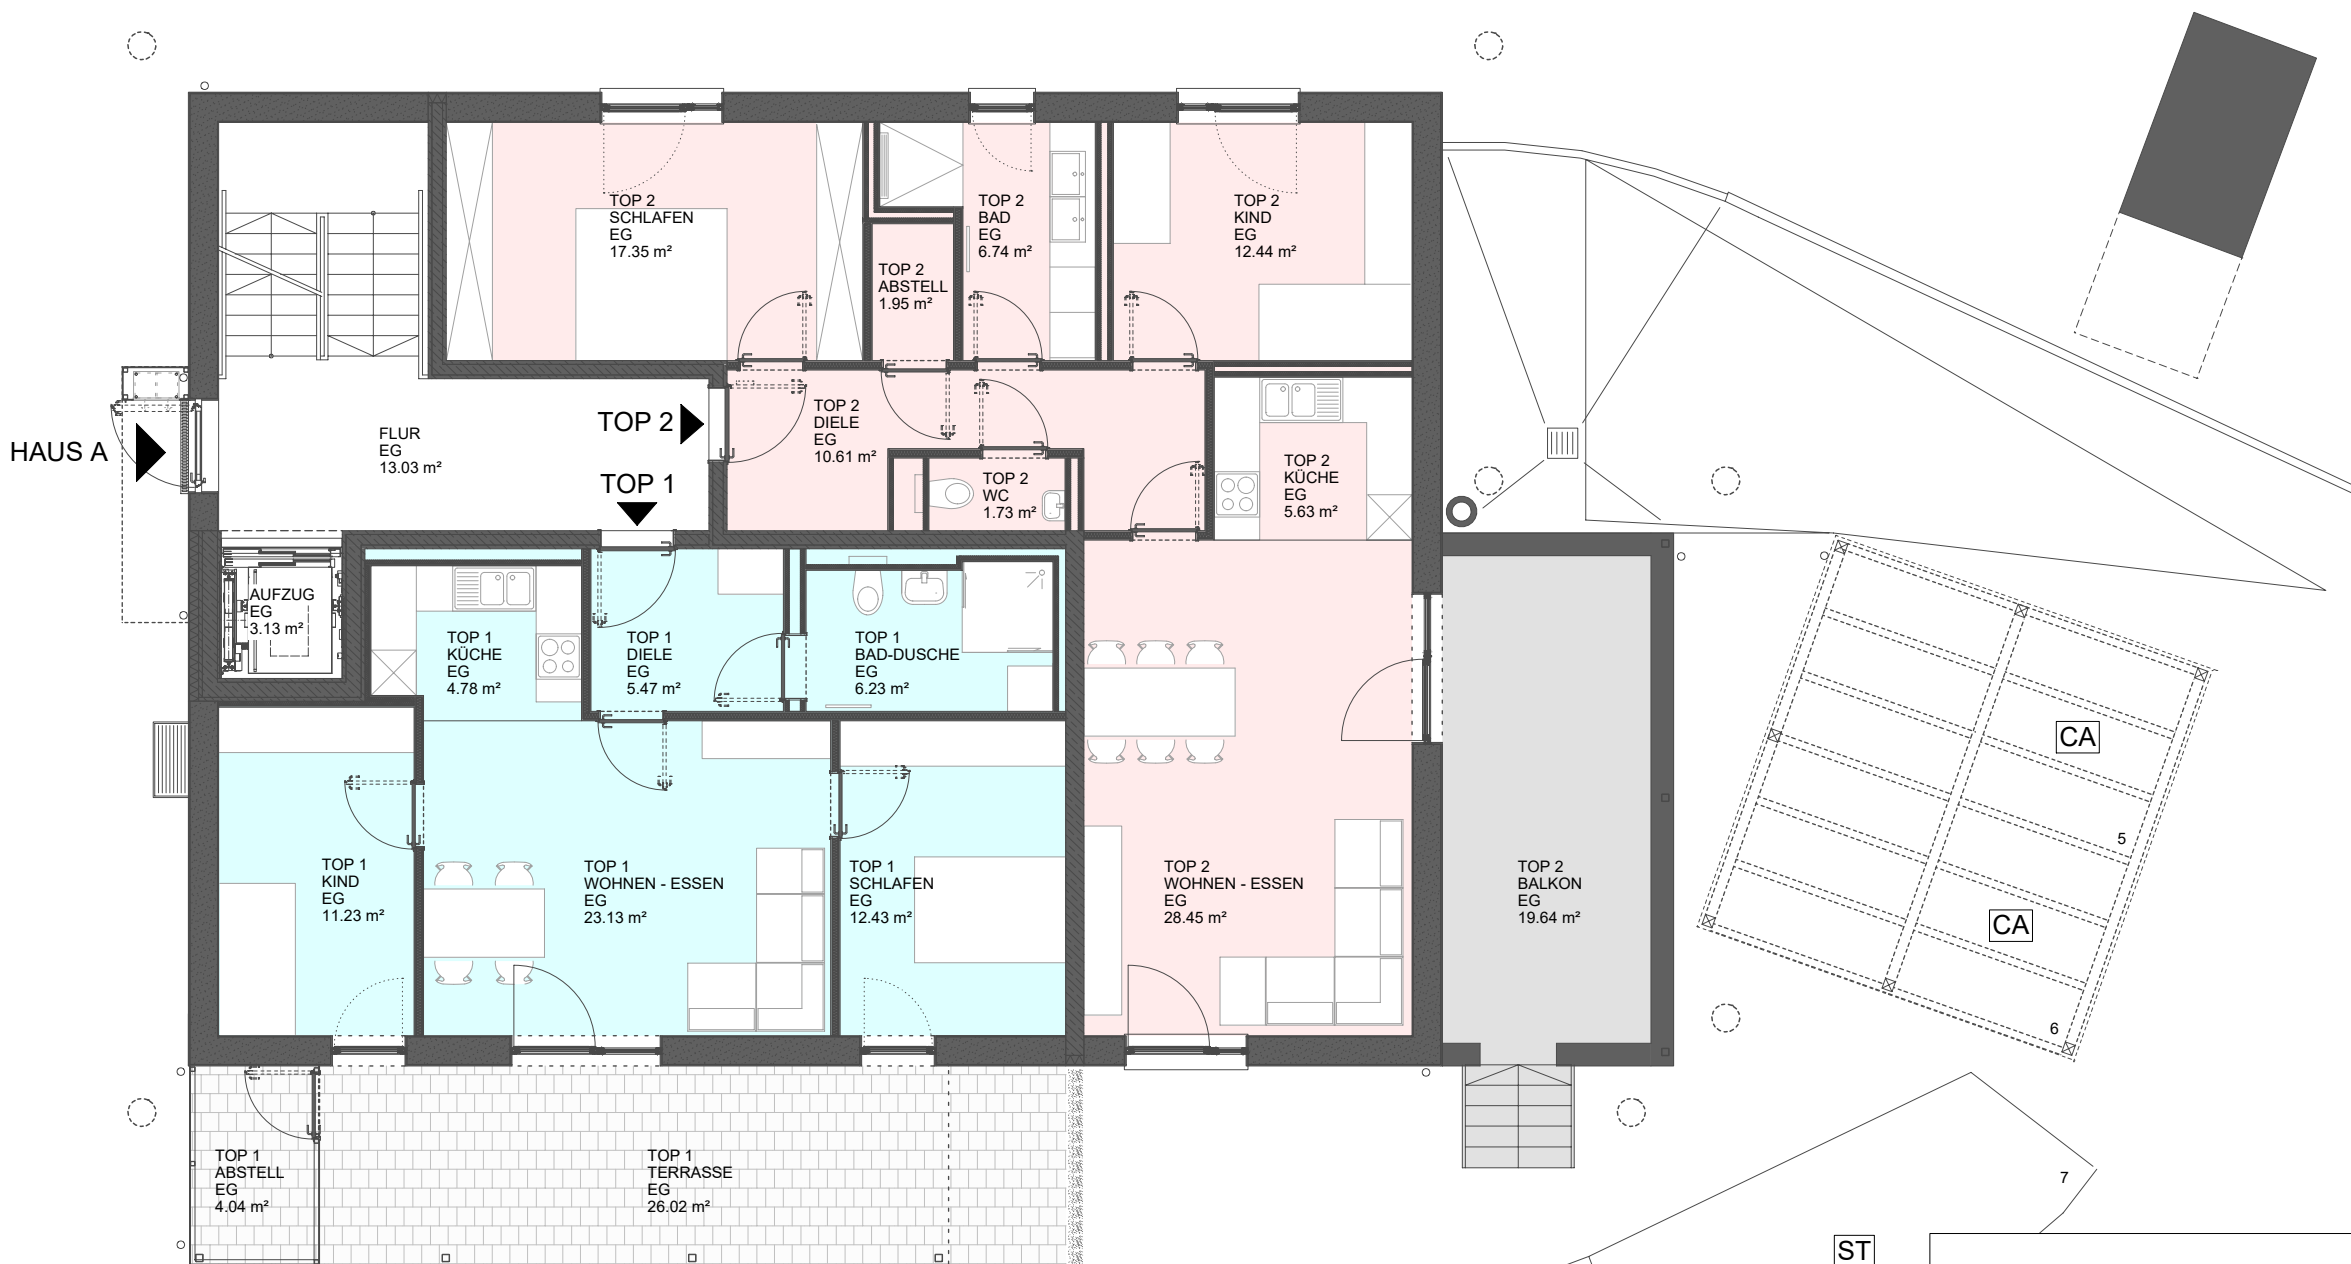 TOP 2
SCHLAFEN
EG
17.35 m²
TOP 2
BAD
EG
6.74 m²
TOP 2
KIND
EG
12.44 m²
TOP 2
ABSTELL
1.95 m²
HAUS A
FLUR
EG
13.03 m²
TOP 2
TOP 1
TOP 2
DIELE
EG
10.61 m²
TOP 2
WC
1.73 m²
TOP 2
KÜCHE
EG
5.63 m²
AUFZUG
EG
3.13 m²
TOP 1
KÜCHE
EG
4.78 m²
TOP 1
DIELE
EG
5.47 m²
TOP 1
BAD-DUSCHE
EG
6.23 m²
TOP 1
KIND
EG
11.23 m²
TOP 1
WOHNEN - ESSEN
EG
23.13 m²
TOP 1
SCHLAFEN
EG
12.43 m²
TOP 2
WOHNEN - ESSEN
EG
28.45 m²
TOP 2
BALKON
EG
19.64 m²
CA
5
CA
6
TOP 1
ABSTELL
EG
4.04 m²
TOP 1
TERRASSE
EG
26.02 m²
7
ST